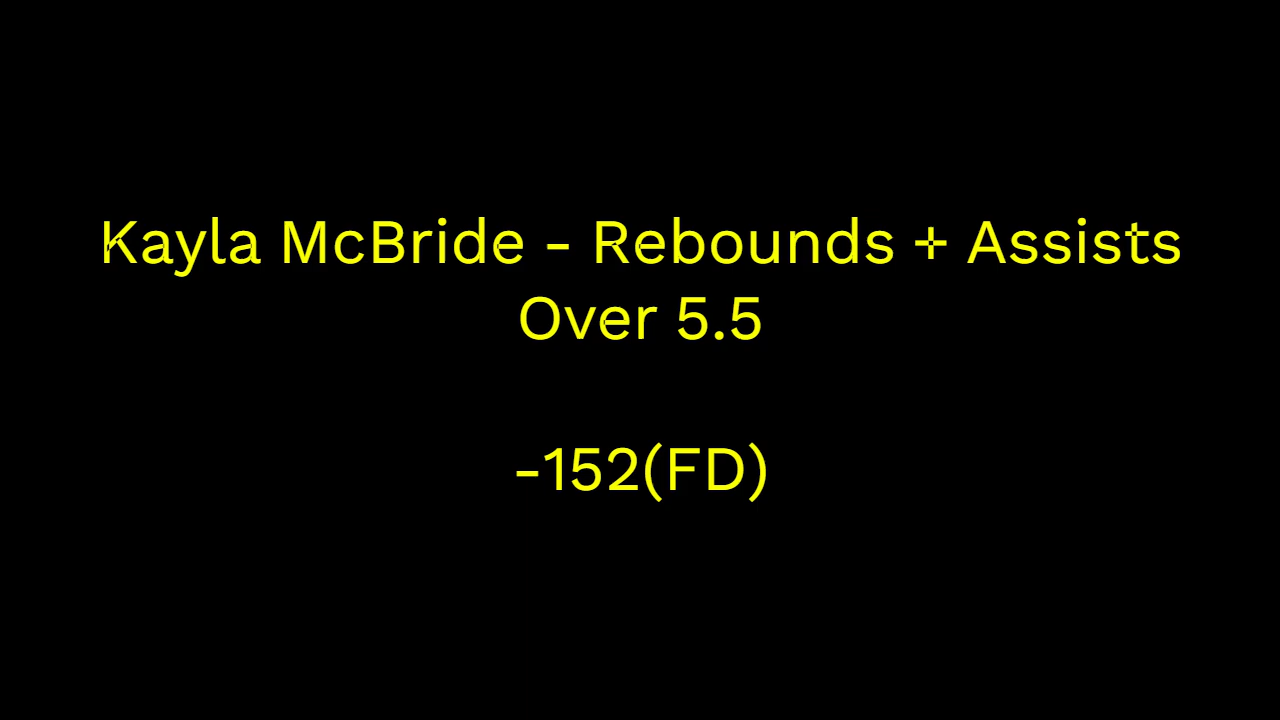 Kayla McBride - Rebounds + Assists
Over 5.5
-152(FD)